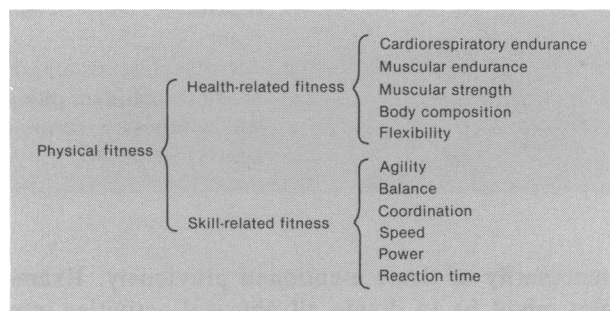 Cardiorespiratory endurance
Muscular endurance
Health-related fitness
Muscular strength
Body composition
Flexibility
Physical fitness
Agility
Balance
Coordination
Skill-related fitness
Speed
Power
Reaction time